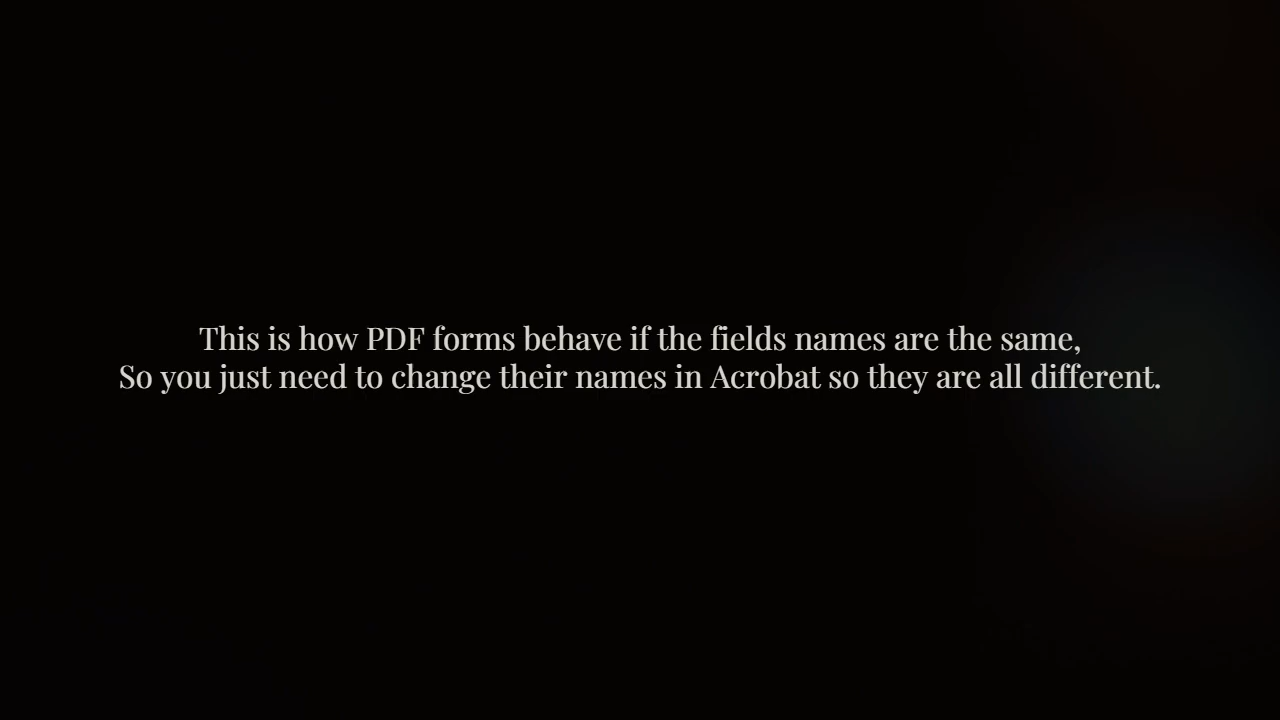 This is how PDF forms behave if the fields names are the same,
So you just need to change their names in Acrobat so they are all different.